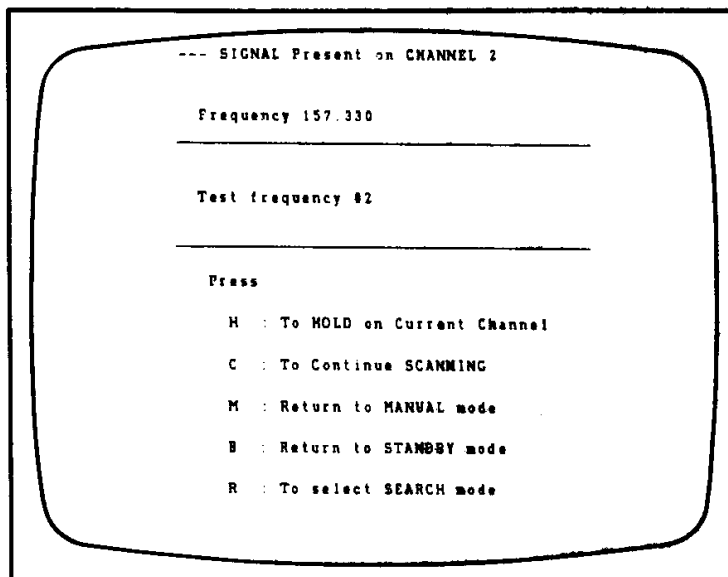 --- SIGNAL Present on CHANNEL 2
Frequency 157.330
Test frequency #2
Press
H : To HOLD on Current Channel
C : To Continue SCANNING
M : Return to MANUAL mode
B : Return to STANDBY mode
R : To select SEARCH mode